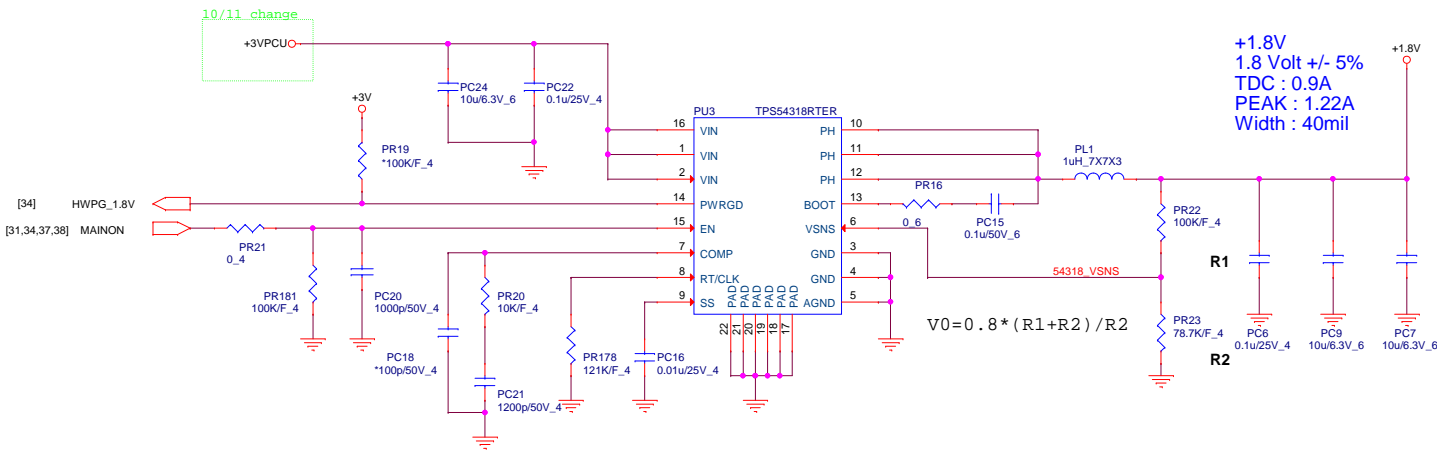 10/11 change
+3VPCU
PC24
10u/6.3V_6
PC22
0.1u/25V_4
+3V
PR19
*100K/F_4
[34] HWPG_1.8V
[31,34,37,38] MAINON
PR21
0_4
PR181
100K/F_4
PC20
1000p/50V_4
PC18
*100p/50V_4
PR20
10K/F_4
PC21
1200p/50V_4
PR178
121K/F_4
PC16
0.01u/25V_4
PU3 TPS54318RTER
16 VIN
1 VIN
2 VIN
14 PWRGD
15 EN
7 COMP
8 RT/CLK
9 SS
PH 10
PH 11
PH 12
BOOT 13
VSNS 6
GND 3
GND 4
AGND 5
PAD PAD PAD PAD PAD PAD
22 21 20 19 18 17
PR16
0_6
PC15
0.1u/50V_6
PL1
1uH_7X7X3
54318_VSNS
V0=0.8*(R1+R2)/R2
PR22
100K/F_4
R1
PR23
78.7K/F_4
R2
PC6
0.1u/25V_4
PC9
10u/6.3V_6
PC7
10u/6.3V_6
+1.8V
1.8 Volt +/- 5%
TDC : 0.9A
PEAK : 1.22A
Width : 40mil
+1.8V